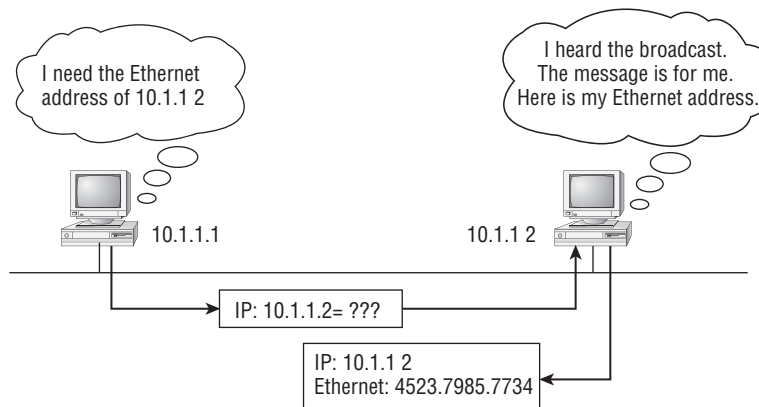 I need the Ethernet
address of 10.1.1 2
I heard the broadcast.
The message is for me.
Here is my Ethernet address.
10.1.1.1
10.1.1 2
IP: 10.1.1.2= ???
IP: 10.1.1 2
Ethernet: 4523.7985.7734